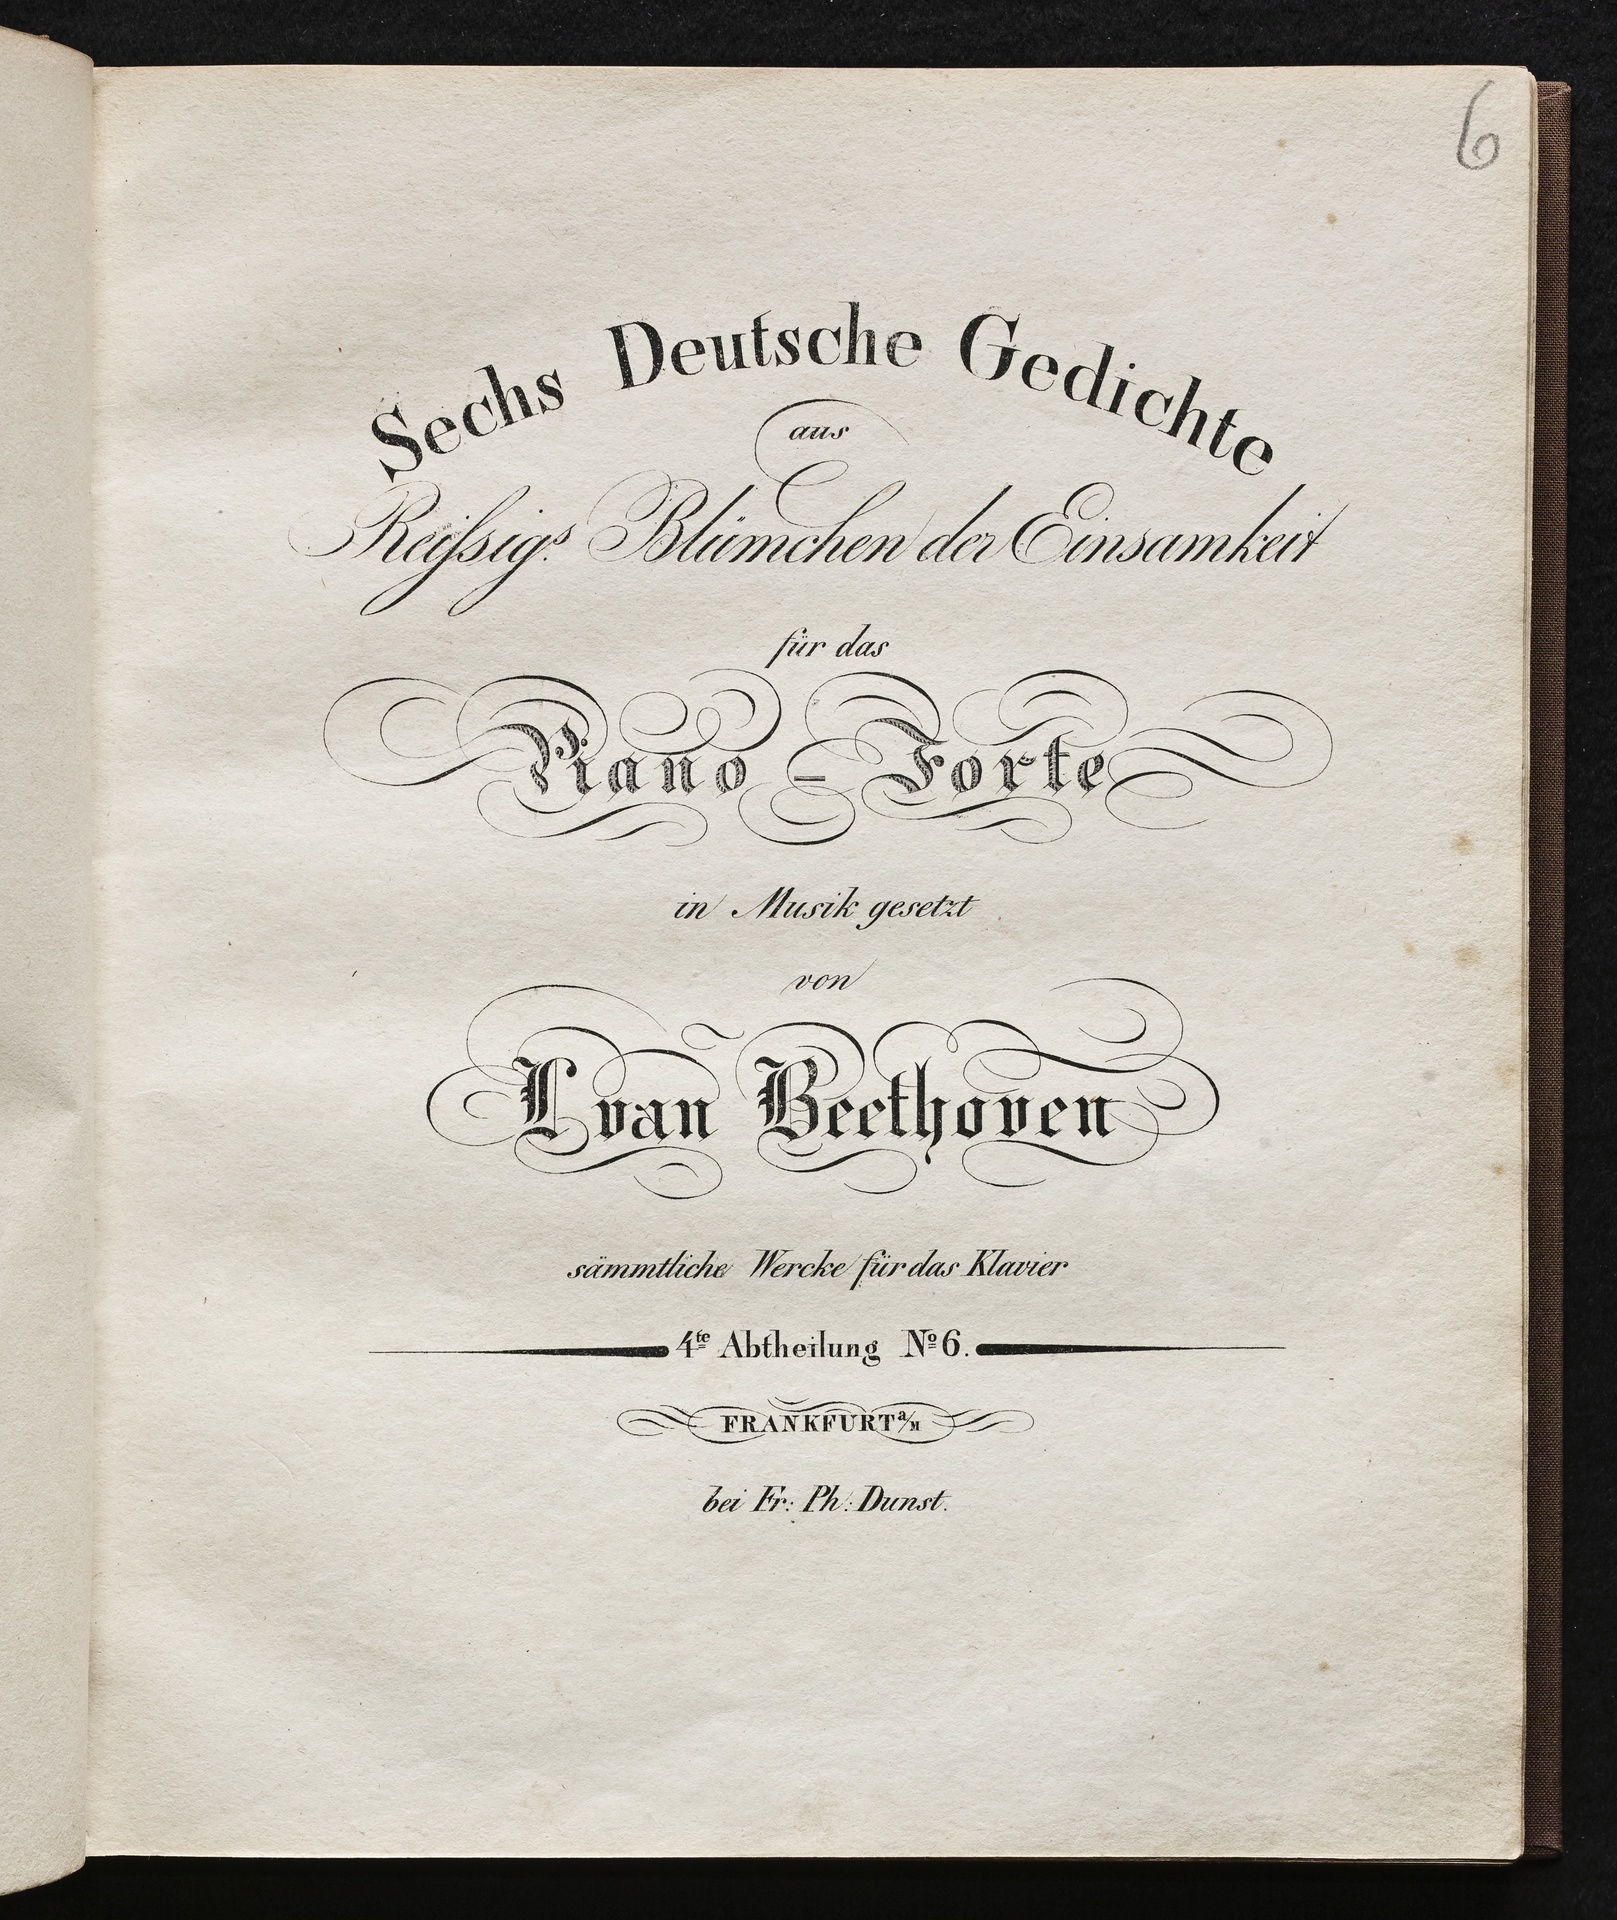 6
Sechs Deutsche Gedichte
aus
Reiſsigs. Blümchen der Einsamkeit
für das
Piano - Forte
in Musik gesetzt
von
L van Beethoven
sämmtliche Wercke für das Klavier
4te Abtheilung No 6.
FRANKFURT a/M
bei Fr: Ph: Dunst.